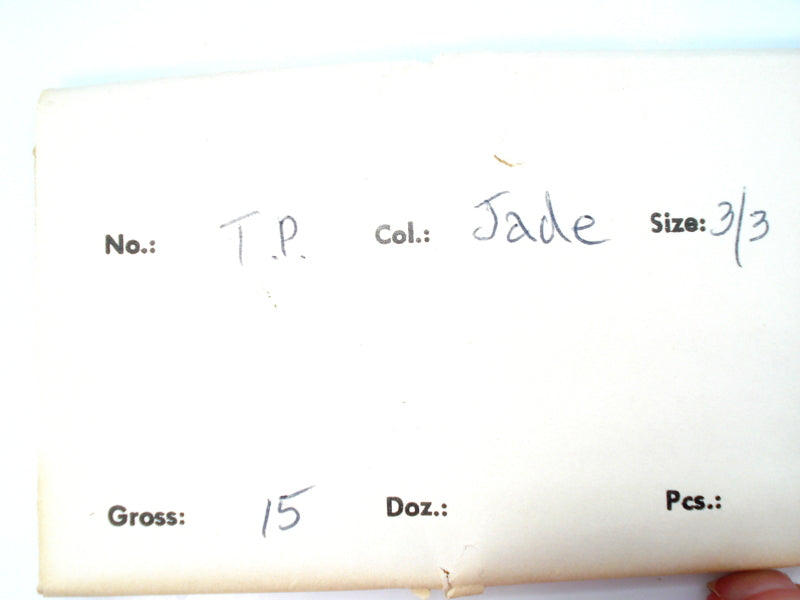 No.: T.P. Col.: Jade Size: 3/3
Gross: 15 Doz.: Pcs.: